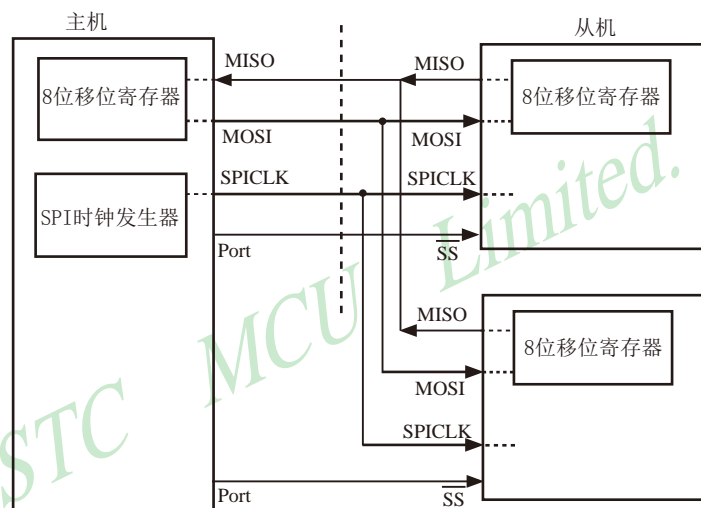 主机
从机
MISO
MISO
8位移位寄存器
8位移位寄存器
MOSI
MOSI
SPICLK
SPICLK
SPI时钟发生器
Port
SS
MISO
8位移位寄存器
MOSI
SPICLK
Port
SS
STC MCU Limited.